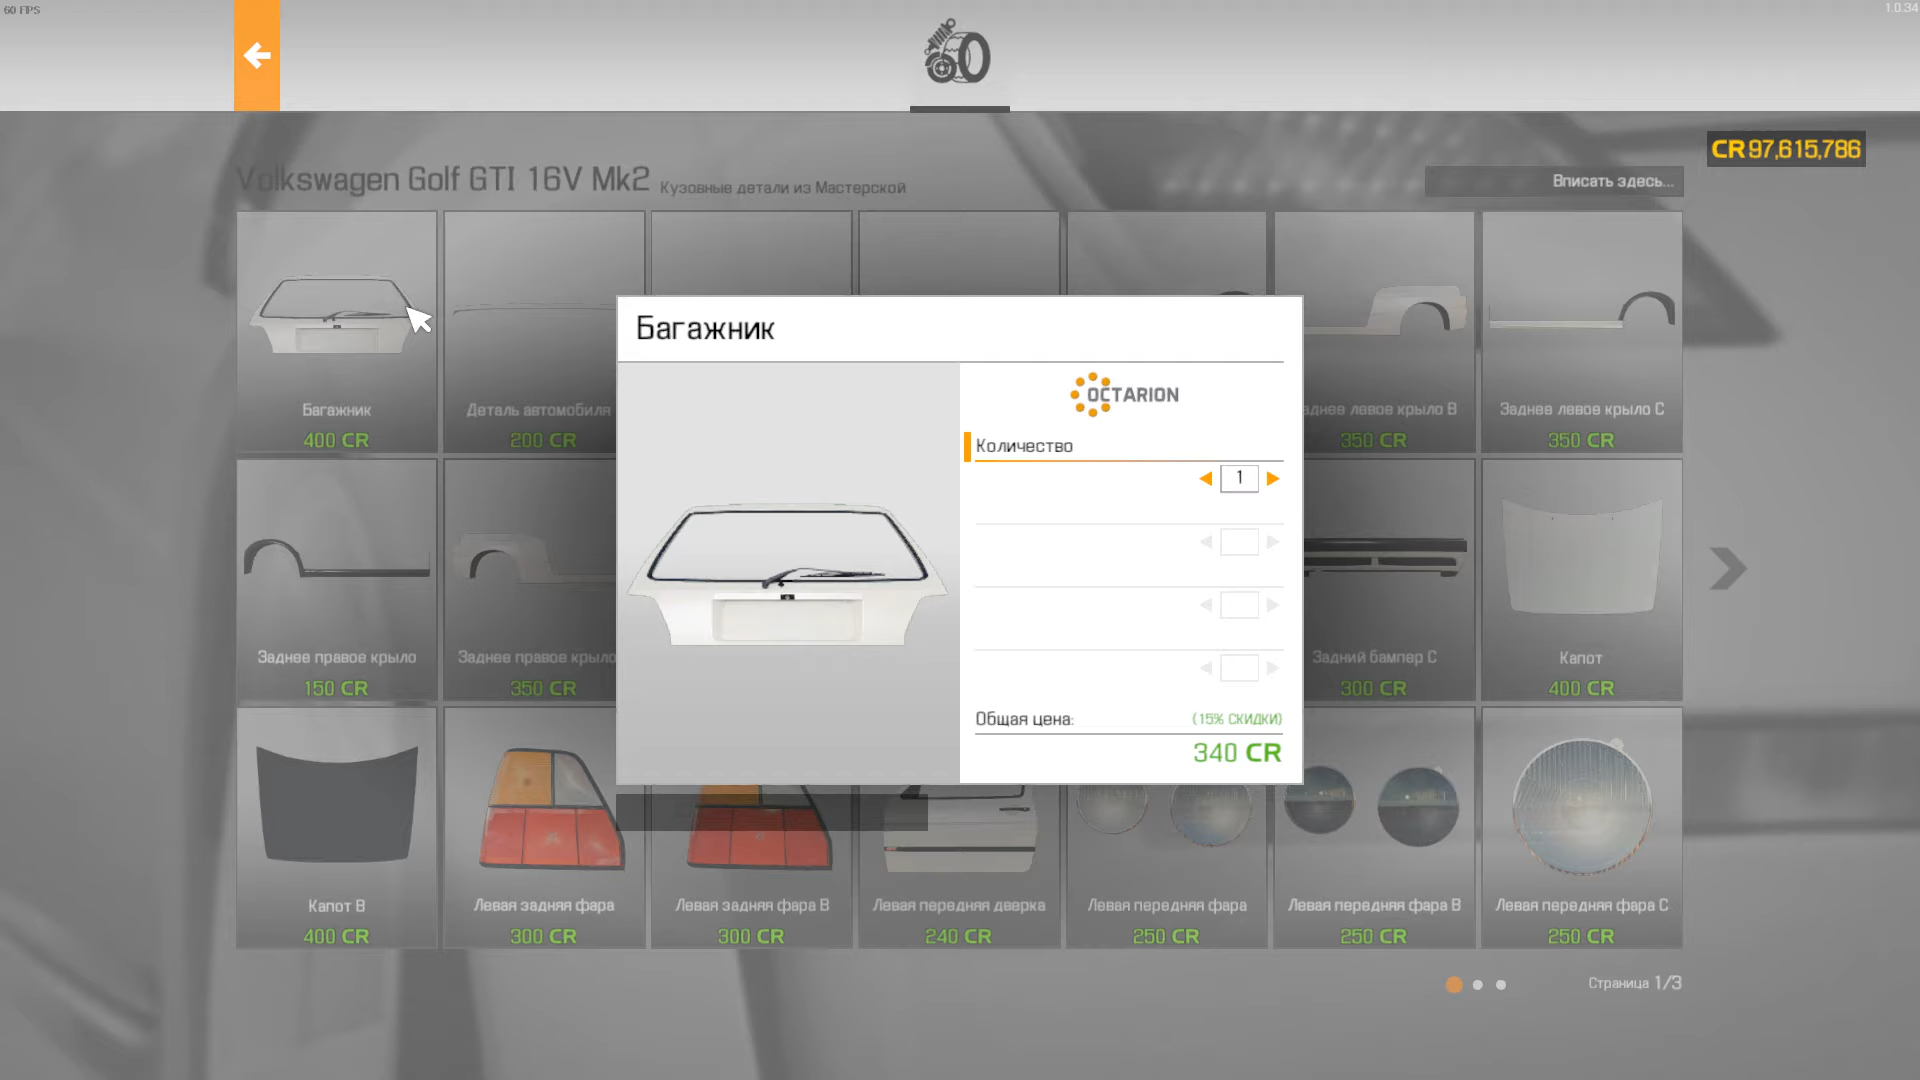 60 FPS
1.0.34
CR 97,615,786
Volkswagen Golf GTI 16V Mk2 Кузовные детали из Мастерской
Вписать здесь...
Багажник
400 CR
Деталь автомобиля
200 CR
левое крыло B
350 CR
Заднее левое крыло C
350 CR
Багажник
OCTARION
Количество
1
Общая цена:
(15% СКИДКИ)
340 CR
Заднее правое крыло
150 CR
Заднее правое крыло
350 CR
Задний бампер C
300 CR
Капот
400 CR
Капот B
400 CR
Левая задняя фара
300 CR
Левая задняя фара B
300 CR
Левая передняя дверка
240 CR
Левая передняя фара
250 CR
Левая передняя фара B
250 CR
Левая передняя фара C
250 CR
Страница 1/3